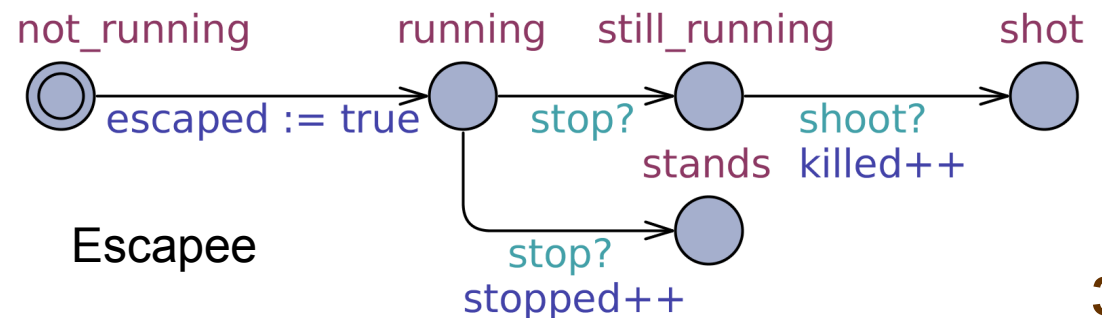 not_running running still_running shot
escaped := true stop? shoot?
stands killed++
Escapee
stop?
stopped++